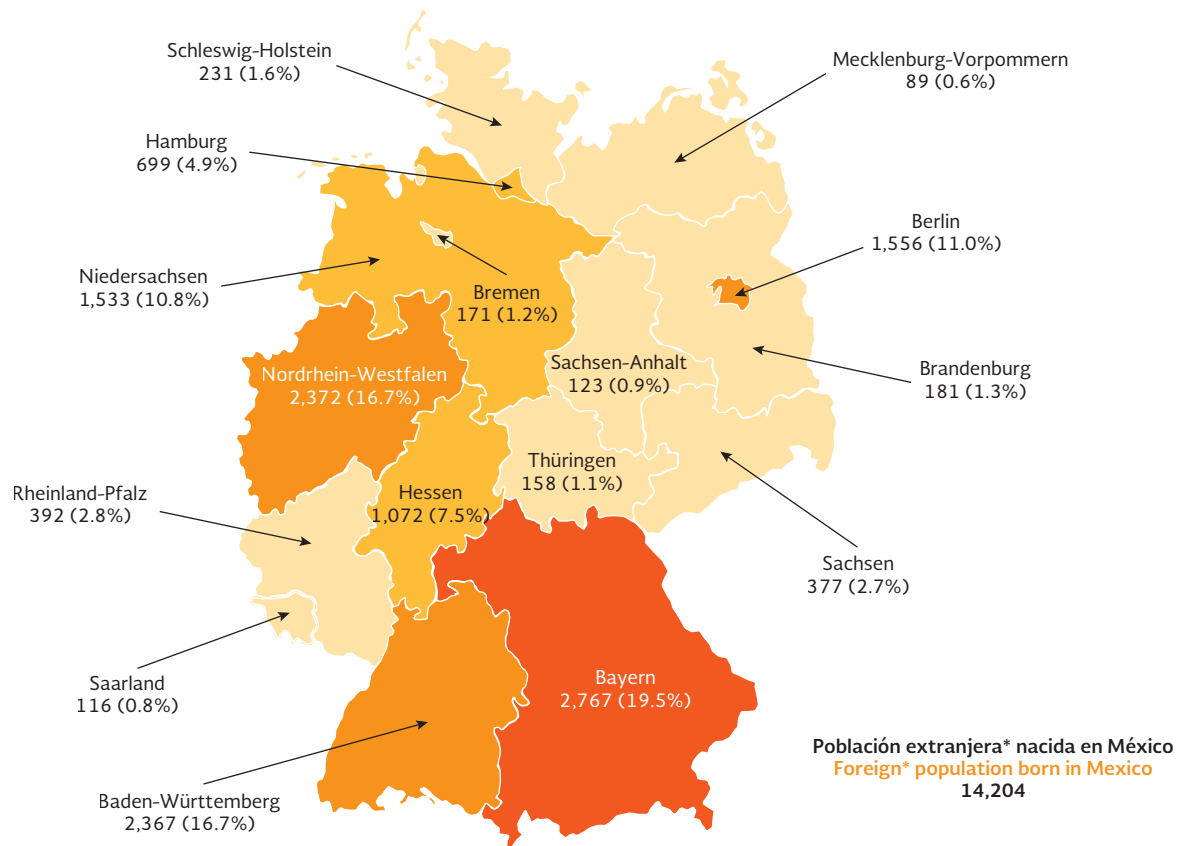 Schleswig-Holstein
231 (1.6%)
Mecklenburg-Vorpommern
89 (0.6%)
Hamburg
699 (4.9%)
Berlin
1,556 (11.0%)
Niedersachsen
1,533 (10.8%)
Bremen
171 (1.2%)
Sachsen-Anhalt
123 (0.9%)
Brandenburg
181 (1.3%)
Nordrhein-Westfalen
2,372 (16.7%)
Thüringen
158 (1.1%)
Rheinland-Pfalz
392 (2.8%)
Hessen
1,072 (7.5%)
Sachsen
377 (2.7%)
Saarland
116 (0.8%)
Bayern
2,767 (19.5%)
Baden-Württemberg
2,367 (16.7%)
Población extranjera* nacida en México
Foreign* population born in Mexico
14,204